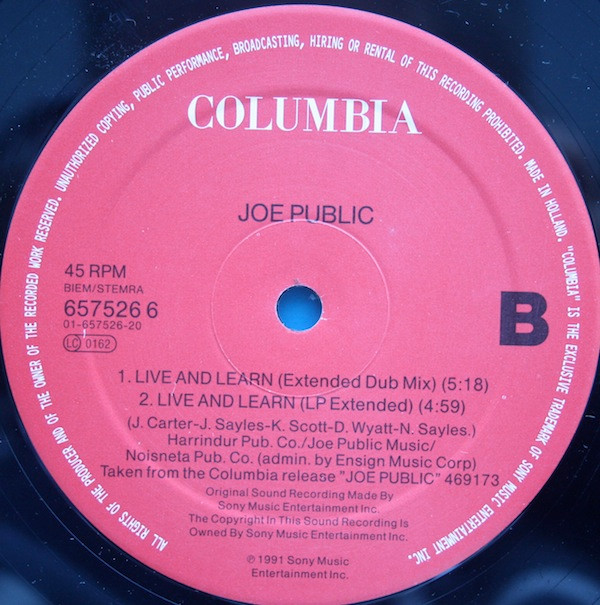 ALL RIGHTS OF THE PRODUCER AND OF THE OWNER OF THE RECORDED WORK RESERVED. UNAUTHORIZED COPYING, PUBLIC PERFORMANCE, BROADCASTING, HIRING OR RENTAL OF THIS RECORDING PROHIBITED. MADE IN HOLLAND. "COLUMBIA" IS THE EXCLUSIVE TRADEMARK OF SONY MUSIC ENTERTAINMENT INC.
COLUMBIA
JOE PUBLIC
45 RPM
BIEM/STEMRA
657526 6
01-657526-20
LC 0162
B
1. LIVE AND LEARN (Extended Dub Mix) (5:18)
2. LIVE AND LEARN (LP Extended) (4:59)
(J. Carter-J. Sayles-K. Scott-D. Wyatt-N. Sayles.)
Harrindur Pub. Co./Joe Public Music/
Noisneta Pub. Co. (admin. by Ensign Music Corp)
Taken from the Columbia release "JOE PUBLIC" 469173
Original Sound Recording Made By
Sony Music Entertainment Inc.
The Copyright In This Sound Recording Is
Owned By Sony Music Entertainment Inc.
℗ 1991 Sony Music
Entertainment Inc.